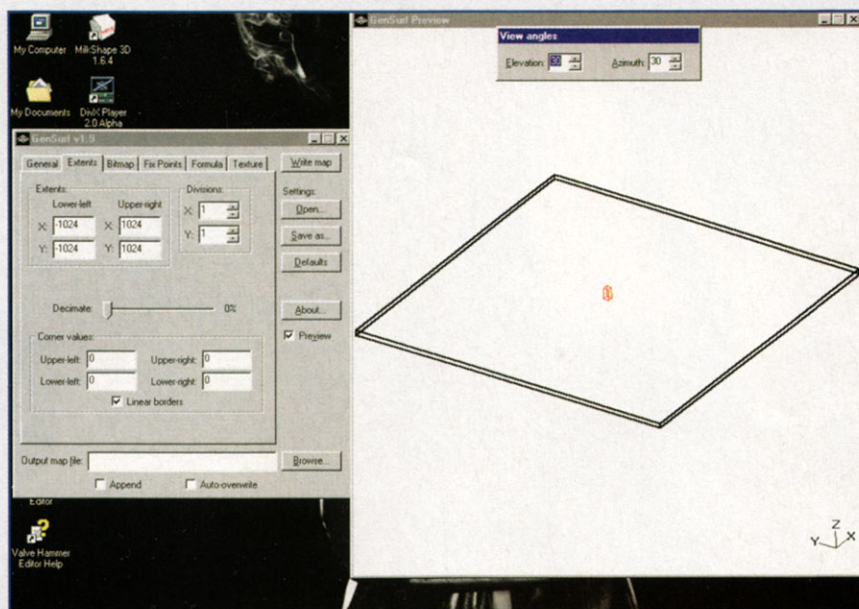 My Computer
MilkShape 3D
1.6.4
My Documents
DivX Player
2.0 Alpha
GenSurf v1.9
General Extents Bitmap Fix Points Formula Texture
Write map
Extents:
Lower-left Upper-right
X: -1024 X: 1024
Y: -1024 Y: 1024
Divisions:
X: 1
Y: 1
Settings:
Open...
Save as...
Defaults
Decimate: 0%
About...
Preview
Corner values:
Upper-left: 0 Upper-right: 0
Lower-left: 0 Lower-right: 0
Linear borders
Output map file: Browse...
Append Auto-overwrite
Editor
Valve Hammer
Editor Help
GenSurf Preview
View angles
Elevation: 30 Azimuth: 30
Z
Y X